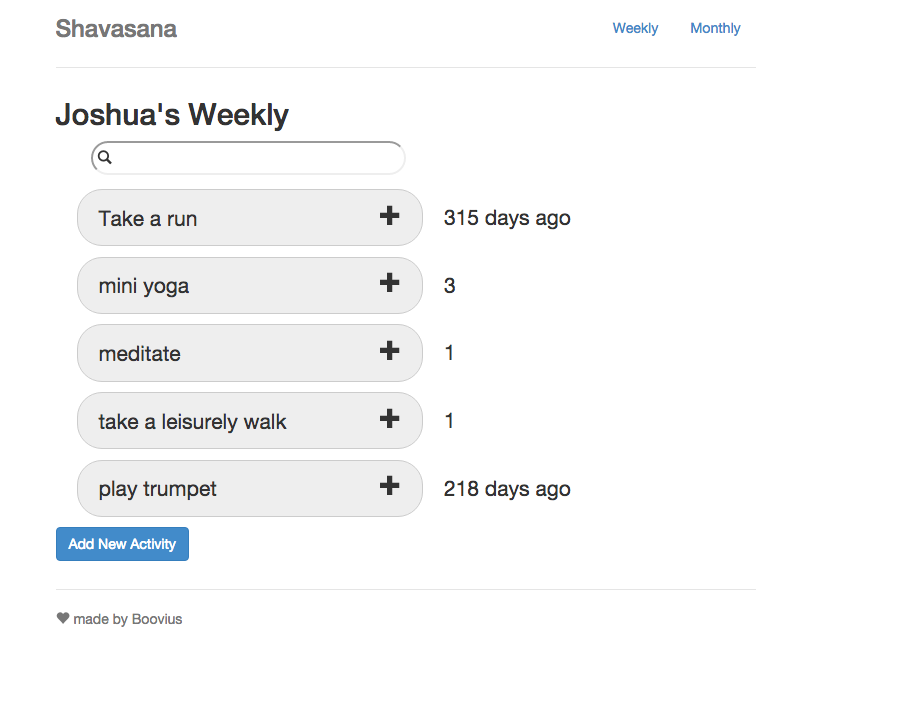 Shavasana Weekly Monthly
Joshua's Weekly
Take a run 315 days ago
mini yoga 3
meditate 1
take a leisurely walk 1
play trumpet 218 days ago
Add New Activity
made by Boovius